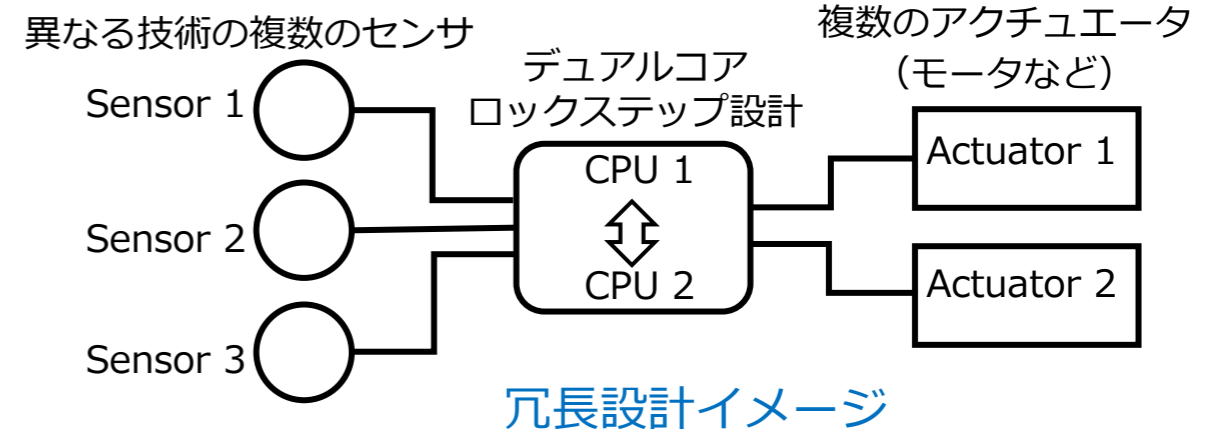 異なる技術の複数のセンサ
Sensor 1
Sensor 2
Sensor 3
デュアルコア
ロックステップ設計
CPU 1
CPU 2
複数のアクチュエータ
(モータなど)
Actuator 1
Actuator 2
冗長設計イメージ